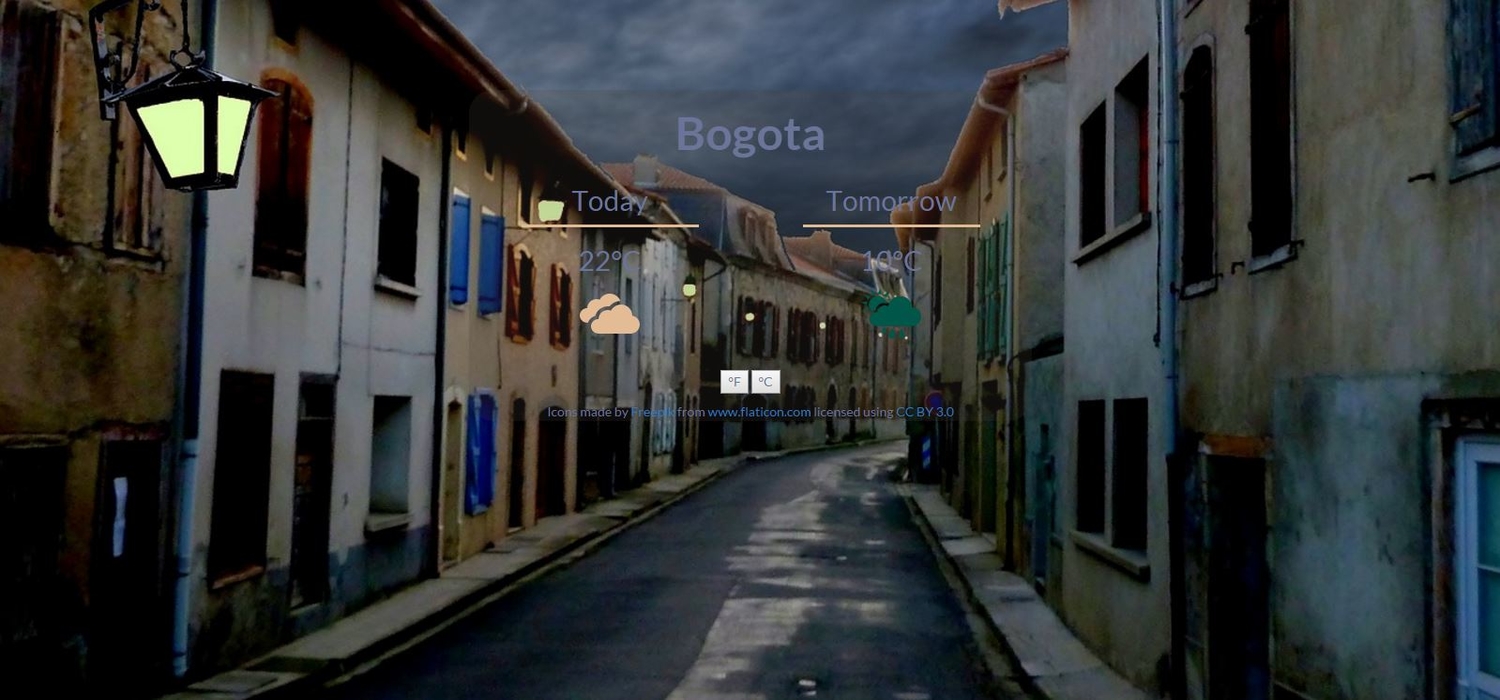 Bogota
Today
Tomorrow
22°C
10°C
°F
°C
Icons made by Freepik from www.flaticon.com licensed using CC BY 3.0